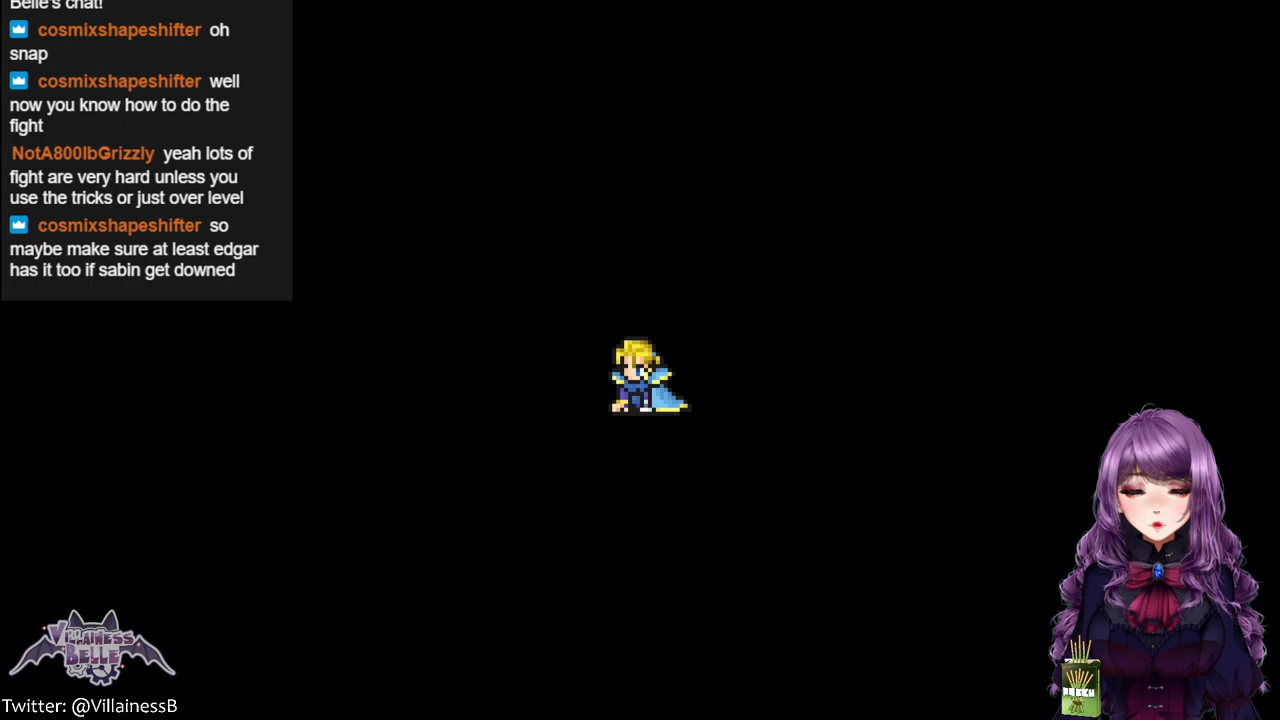 Belle's chat!
cosmixshapeshifter oh
snap
cosmixshapeshifter well
now you know how to do the
fight
NotA800lbGrizzly yeah lots of
fight are very hard unless you
use the tricks or just over level
cosmixshapeshifter so
maybe make sure at least edgar
has it too if sabin get downed
VILLAINESS
BELLE
Twitter: @VillainessB